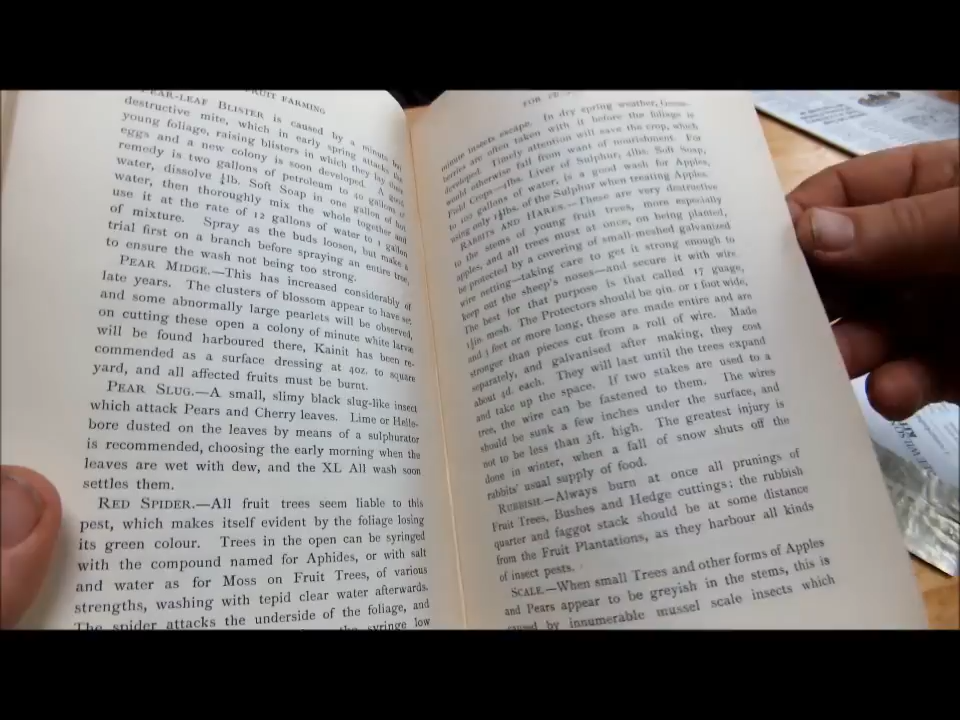 FRUIT FARMING
PEAR-LEAF BLISTER is caused by a minute
destructive mite, which in early spring attacks the
young foliage, raising blisters in which they lay their
eggs and a new colony is soon developed. A good
remedy is two gallons of petroleum to 40 gallons of
water, dissolve ½lb. Soft Soap in one gallon of hot
water, then thoroughly mix the whole together and
use it at the rate of 12 gallons of water to 1 gallon
of mixture. Spray as the buds loosen, but make a
trial first on a branch before spraying an entire tree,
to ensure the wash not being too strong.
PEAR MIDGE.—This has increased considerably of
late years. The clusters of blossom appear to have set,
and some abnormally large pearlets will be observed,
on cutting these open a colony of minute white larvæ
will be found harboured there, Kainit has been re-
commended as a surface dressing at 4oz. to square
yard, and all affected fruits must be burnt.
PEAR SLUG.—A small, slimy black slug-like insect
which attack Pears and Cherry leaves. Lime or Helle-
bore dusted on the leaves by means of a sulphurator
is recommended, choosing the early morning when the
leaves are wet with dew, and the XL All wash soon
settles them.
RED SPIDER.—All fruit trees seem liable to this
pest, which makes itself evident by the foliage losing
its green colour. Trees in the open can be syringed
with the compound named for Aphides, or with salt
and water as for Moss on Fruit Trees, of various
strengths, washing with tepid clear water afterwards.
The spider attacks the underside of the foliage, and
the syringe low
FOR
minute insects escape. In dry spring weather, Goose-
berries are often taken with it before the foliage is
developed. Timely attention will save the crop, which
would otherwise fall from want of nourishment. For
Field Crops—4lbs. Liver of Sulphur, 4lbs. Soft Soap,
100 gallons of water, is a good wash for Apples,
using only 1½lbs. of the Sulphur when treating Apples.
RABBITS AND HARES.—These are very destructive
to the stems of young fruit trees, more especially
apples, and all trees must at once, on being planted,
be protected by a covering of small-meshed galvanized
wire netting—taking care to get it strong enough to
keep out the sheep's noses—and secure it with wire.
The best for that purpose is that called 17 guage,
1½in. mesh. The Protectors should be 9in. or 1 foot wide,
and 3 feet or more long, these are made entire and are
stronger than pieces cut from a roll of wire. Made
separately, and galvanised after making, they cost
about 4d. each. They will last until the trees expand
and take up the space. If two stakes are used to a
tree, the wire can be fastened to them. The wires
should be sunk a few inches under the surface, and
not to be less than 3ft. high. The greatest injury is
done in winter, when a fall of snow shuts off the
rabbits' usual supply of food.
RUBBISH—Always burn at once all prunings of
Fruit Trees, Bushes and Hedge cuttings; the rubbish
quarter and faggot stack should be at some distance
from the Fruit Plantations, as they harbour all kinds
of insect pests.
SCALE.—When small Trees and other forms of Apples
and Pears appear to be greyish in the stems, this is
caused by innumerable mussel scale insects which